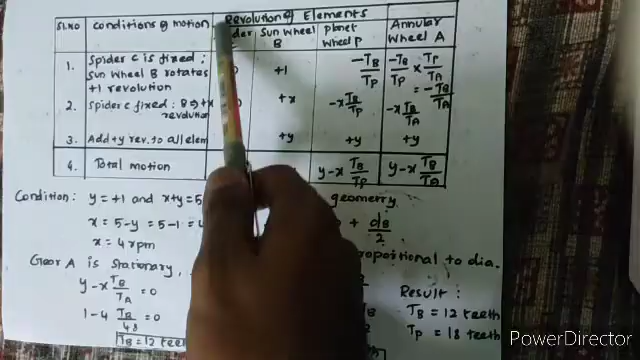 Revolution of Elements
Sl.No Conditions of motion Sun wheel B Planet wheel P Annular wheel A
1. Spider C is fixed; Sun wheel B rotates +1 revolution +1 -TB/TP -TB/TP × TP/TA = -TB/TA
2. Spider C fixed: +x revolution +x -x TB/TP -x TB/TA
3. Add +y rev. to all elem +y +y +y
4. Total motion y-x TB/TP y-x TB/TA
Condition: y = +1 and x+y = 5 geometry
x = 5-y = 5-1 = 4 + dB/2
x = 4 rpm
Gear A is stationary, proportional to dia.
y-x TB/TA = 0 Result:
1-4 TB/48 = 0 TB = 12 teeth
TB = 12 teet TP = 18 teeth
PowerDirector